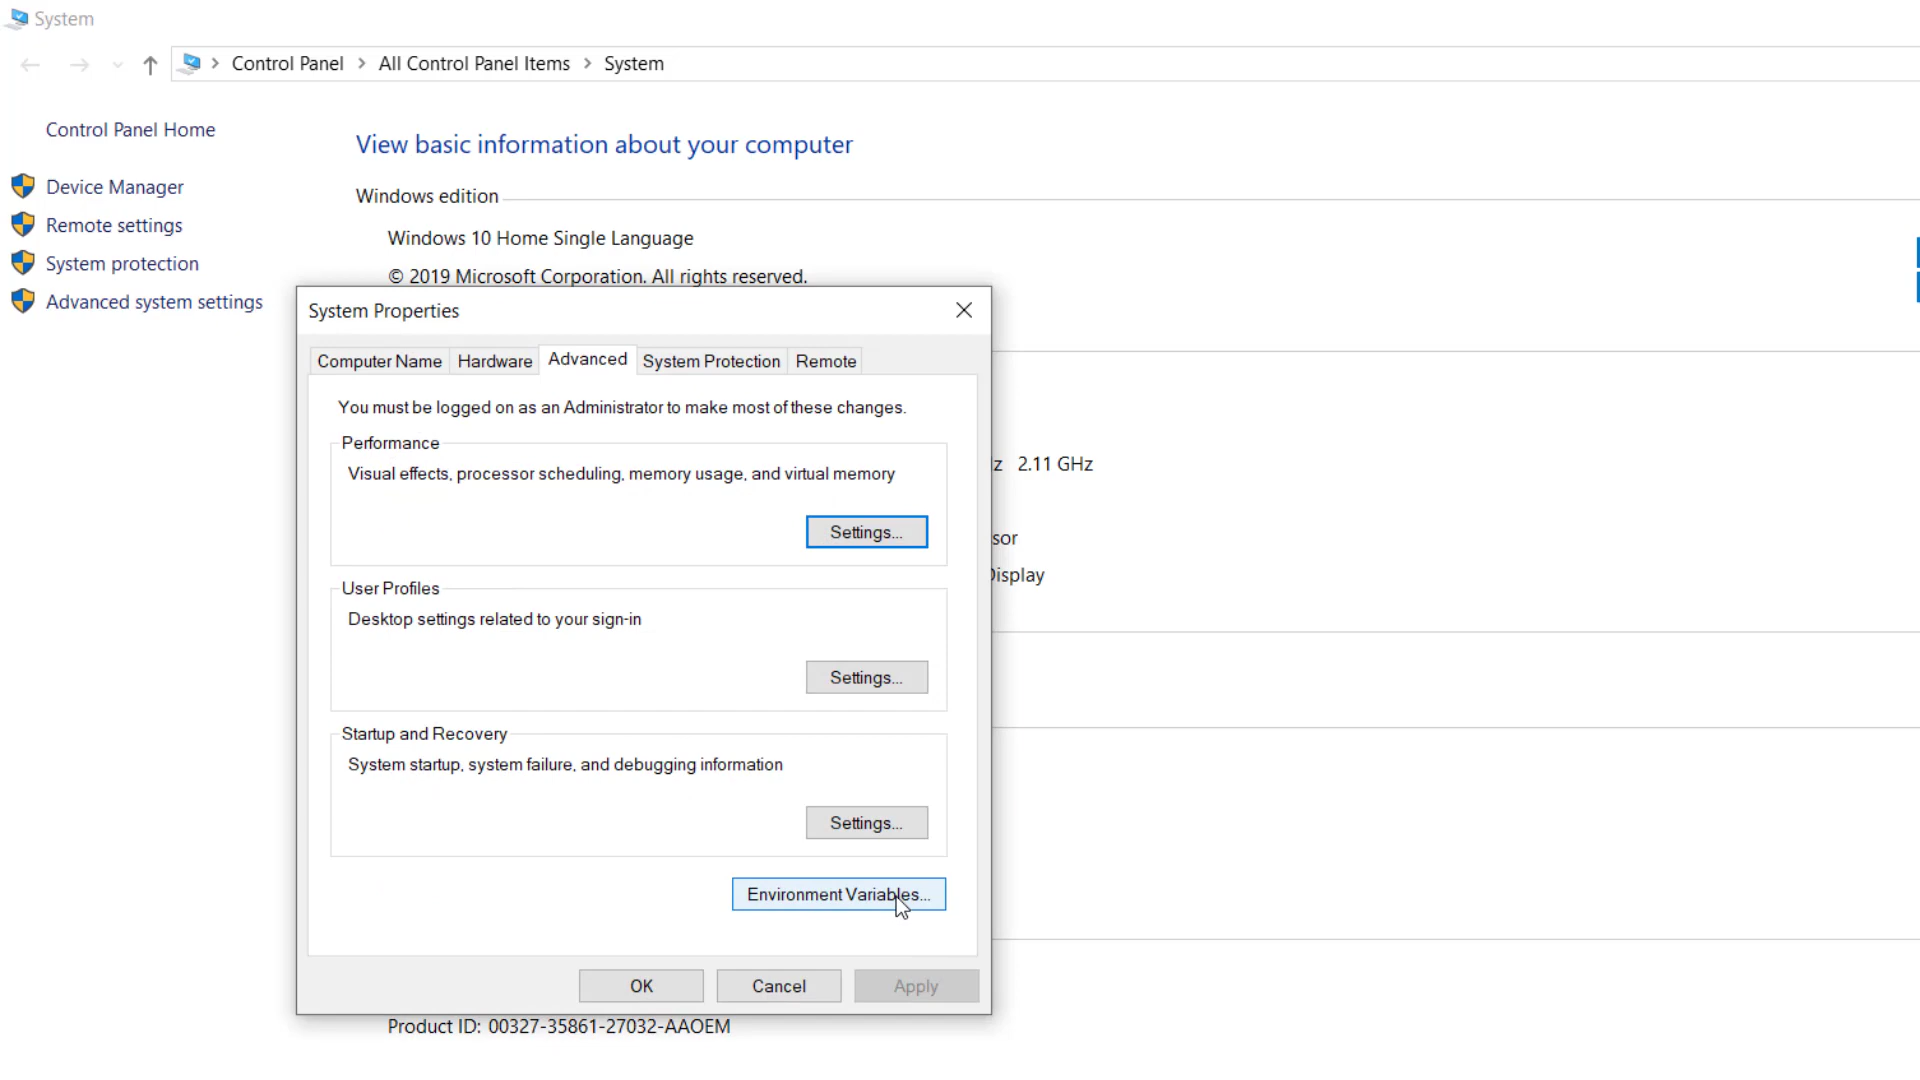 System
Control Panel > All Control Panel Items > System
Control Panel Home
Device Manager
Remote settings
System protection
Advanced system settings
View basic information about your computer
Windows edition
Windows 10 Home Single Language
© 2019 Microsoft Corporation. All rights reserved.
System Properties
Computer Name Hardware Advanced System Protection Remote
You must be logged on as an Administrator to make most of these changes.
Performance
Visual effects, processor scheduling, memory usage, and virtual memory
Settings...
User Profiles
Desktop settings related to your sign-in
Settings...
Startup and Recovery
System startup, system failure, and debugging information
Settings...
Environment Variables...
OK Cancel Apply
2.11 GHz
Display
Product ID: 00327-35861-27032-AAOEM